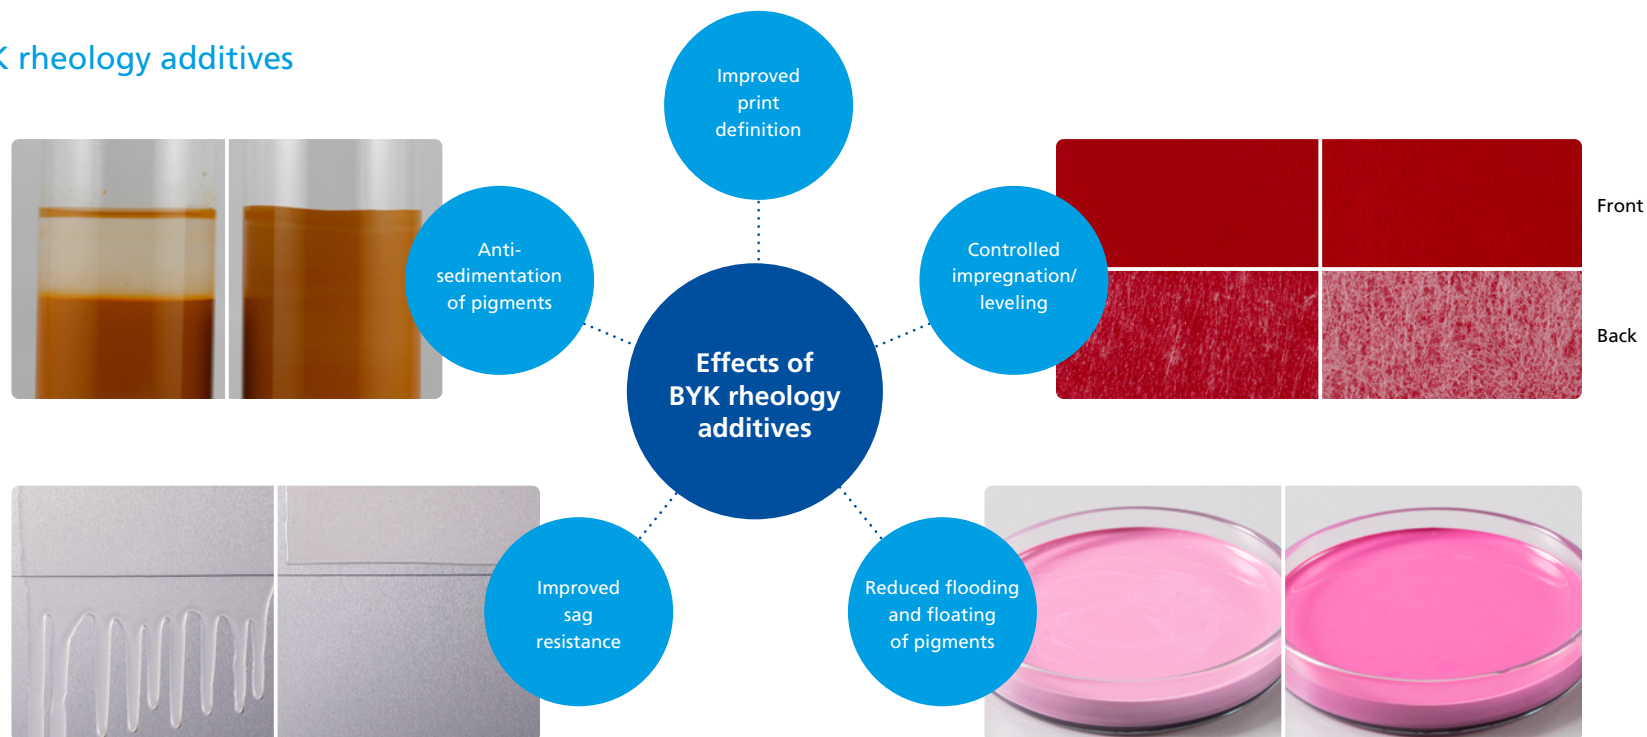 K rheology additives
Improved
print
definition
Anti-
sedimentation
of pigments
Controlled
impregnation/
leveling
Front
Back
Effects of
BYK rheology
additives
Improved
sag
resistance
Reduced flooding
and floating
of pigments